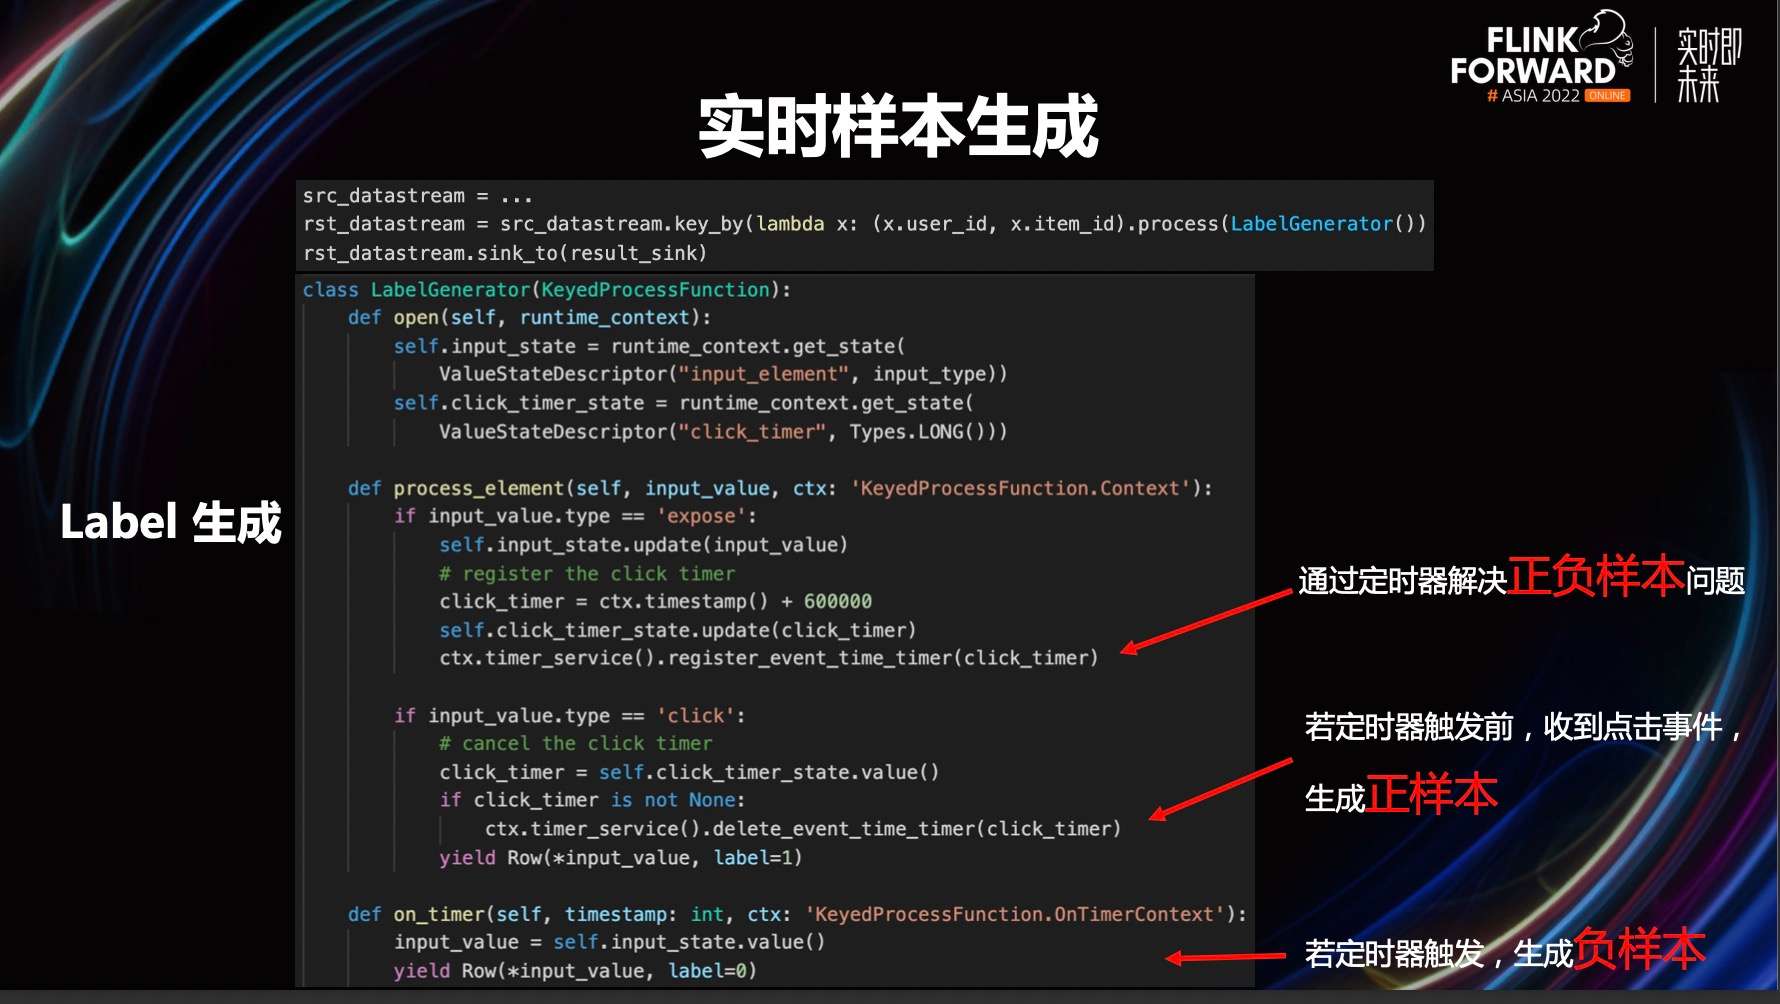 FLINK
FORWARD
# ASIA 2022 ONLINE
实时即
未来
实时样本生成
src_datastream = ...
rst_datastream = src_datastream.key_by(lambda x: (x.user_id, x.item_id).process(LabelGenerator())
rst_datastream.sink_to(result_sink)
Label 生成
class LabelGenerator(KeyedProcessFunction):
    def open(self, runtime_context):
        self.input_state = runtime_context.get_state(
            ValueStateDescriptor("input_element", input_type))
        self.click_timer_state = runtime_context.get_state(
            ValueStateDescriptor("click_timer", Types.LONG()))
    def process_element(self, input_value, ctx: 'KeyedProcessFunction.Context'):
        if input_value.type == 'expose':
            self.input_state.update(input_value)
            # register the click timer
            click_timer = ctx.timestamp() + 600000
            self.click_timer_state.update(click_timer)
            ctx.timer_service().register_event_time_timer(click_timer)
        if input_value.type == 'click':
            # cancel the click timer
            click_timer = self.click_timer_state.value()
            if click_timer is not None:
                ctx.timer_service().delete_event_time_timer(click_timer)
            yield Row(*input_value, label=1)
    def on_timer(self, timestamp: int, ctx: 'KeyedProcessFunction.OnTimerContext'):
        input_value = self.input_state.value()
        yield Row(*input_value, label=0)
通过定时器解决正负样本问题
若定时器触发前，收到点击事件，
生成正样本
若定时器触发，生成负样本